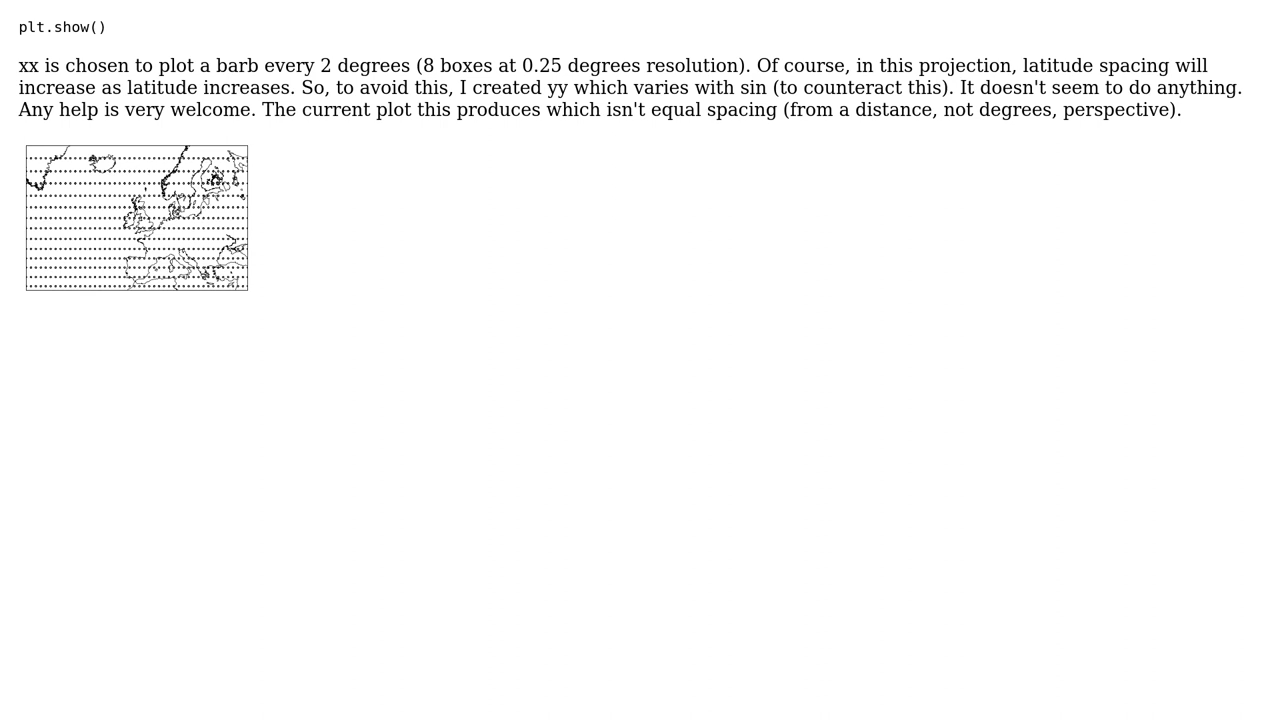 plt.show()
xx is chosen to plot a barb every 2 degrees (8 boxes at 0.25 degrees resolution). Of course, in this projection, latitude spacing will
increase as latitude increases. So, to avoid this, I created yy which varies with sin (to counteract this). It doesn't seem to do anything.
Any help is very welcome. The current plot this produces which isn't equal spacing (from a distance, not degrees, perspective).